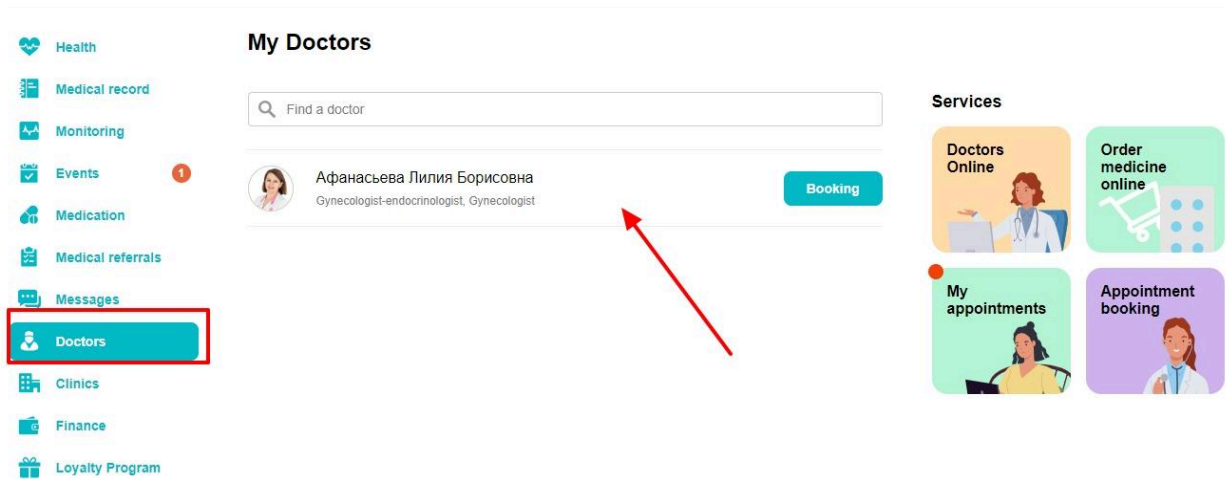 Health
Medical record
Monitoring
Events
1
Medication
Medical referrals
Messages
Doctors
Clinics
Finance
Loyalty Program
My Doctors
Find a doctor
Афанасьева Лилия Борисовна
Gynecologist-endocrinologist, Gynecologist
Booking
Services
Doctors
Online
Order
medicine
online
My
appointments
Appointment
booking